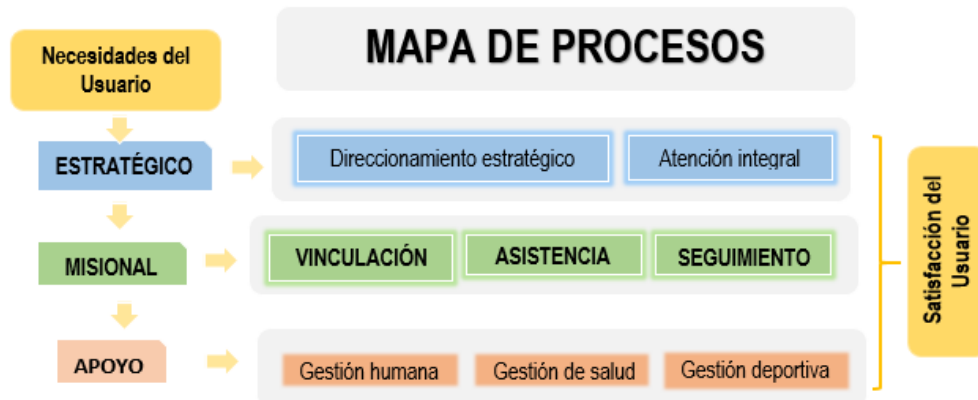 MAPA DE PROCESOS
Necesidades del
Usuario
ESTRATÉGICO
Direccionamiento estratégico
Atención integral
MISIONAL
VINCULACIÓN
ASISTENCIA
SEGUIMIENTO
APOYO
Gestión humana
Gestión de salud
Gestión deportiva
Satisfacción del
Usuario